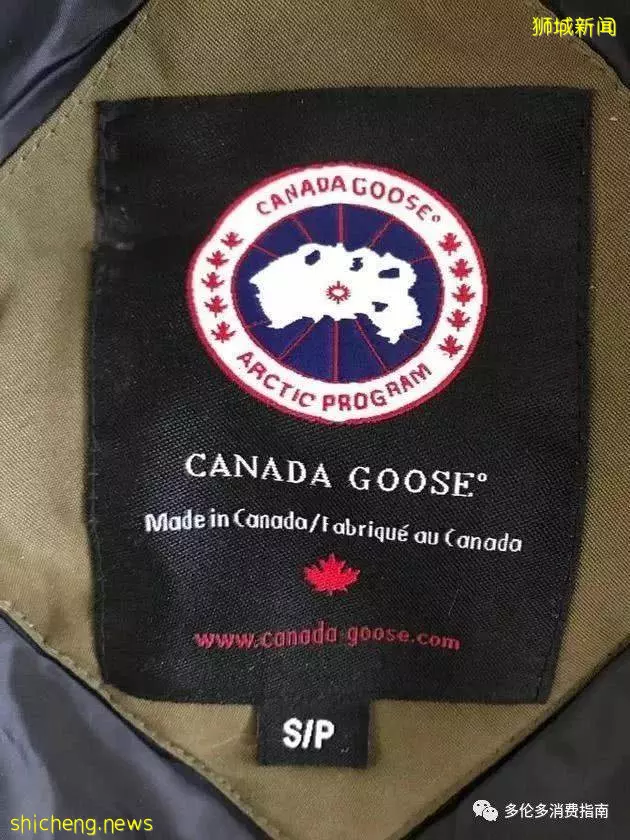 狮城新闻
CANADA GOOSE°
ARCTIC PROGRAM
CANADA GOOSE°
Made in Canada/Fabriqué au Canada
www.canada-goose.com
S/P
shicheng.news
多伦多消费指南